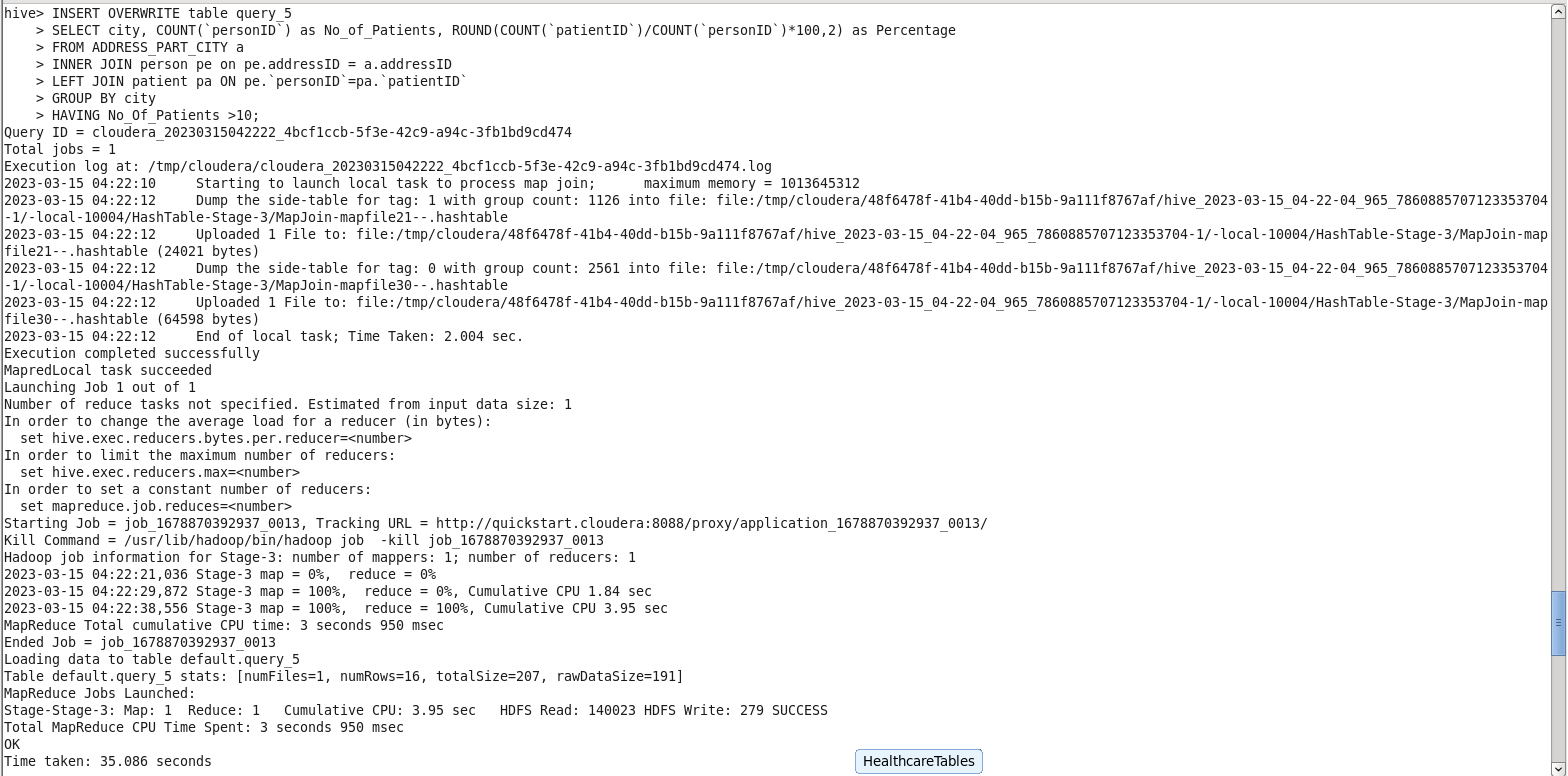 hive> INSERT OVERWRITE table query_5
    > SELECT city, COUNT(`personID`) as No_of_Patients, ROUND(COUNT(`patientID`)/COUNT(`personID`)*100,2) as Percentage
    > FROM ADDRESS_PART_CITY a
    > INNER JOIN person pe on pe.addressID = a.addressID
    > LEFT JOIN patient pa ON pe.`personID`=pa.`patientID`
    > GROUP BY city
    > HAVING No_Of_Patients >10;
Query ID = cloudera_20230315042222_4bcf1ccb-5f3e-42c9-a94c-3fb1bd9cd474
Total jobs = 1
Execution log at: /tmp/cloudera/cloudera_20230315042222_4bcf1ccb-5f3e-42c9-a94c-3fb1bd9cd474.log
2023-03-15 04:22:10     Starting to launch local task to process map join;      maximum memory = 1013645312
2023-03-15 04:22:12     Dump the side-table for tag: 1 with group count: 1126 into file: file:/tmp/cloudera/48f6478f-41b4-40dd-b15b-9a111f8767af/hive_2023-03-15_04-22-04_965_7860885707123353704
-1/-local-10004/HashTable-Stage-3/MapJoin-mapfile21--.hashtable
2023-03-15 04:22:12     Uploaded 1 File to: file:/tmp/cloudera/48f6478f-41b4-40dd-b15b-9a111f8767af/hive_2023-03-15_04-22-04_965_7860885707123353704-1/-local-10004/HashTable-Stage-3/MapJoin-map
file21--.hashtable (24021 bytes)
2023-03-15 04:22:12     Dump the side-table for tag: 0 with group count: 2561 into file: file:/tmp/cloudera/48f6478f-41b4-40dd-b15b-9a111f8767af/hive_2023-03-15_04-22-04_965_7860885707123353704
-1/-local-10004/HashTable-Stage-3/MapJoin-mapfile30--.hashtable
2023-03-15 04:22:12     Uploaded 1 File to: file:/tmp/cloudera/48f6478f-41b4-40dd-b15b-9a111f8767af/hive_2023-03-15_04-22-04_965_7860885707123353704-1/-local-10004/HashTable-Stage-3/MapJoin-map
file30--.hashtable (64598 bytes)
2023-03-15 04:22:12     End of local task; Time Taken: 2.004 sec.
Execution completed successfully
MapredLocal task succeeded
Launching Job 1 out of 1
Number of reduce tasks not specified. Estimated from input data size: 1
In order to change the average load for a reducer (in bytes):
  set hive.exec.reducers.bytes.per.reducer=<number>
In order to limit the maximum number of reducers:
  set hive.exec.reducers.max=<number>
In order to set a constant number of reducers:
  set mapreduce.job.reduces=<number>
Starting Job = job_1678870392937_0013, Tracking URL = http://quickstart.cloudera:8088/proxy/application_1678870392937_0013/
Kill Command = /usr/lib/hadoop/bin/hadoop job  -kill job_1678870392937_0013
Hadoop job information for Stage-3: number of mappers: 1; number of reducers: 1
2023-03-15 04:22:21,036 Stage-3 map = 0%,  reduce = 0%
2023-03-15 04:22:29,872 Stage-3 map = 100%,  reduce = 0%, Cumulative CPU 1.84 sec
2023-03-15 04:22:38,556 Stage-3 map = 100%,  reduce = 100%, Cumulative CPU 3.95 sec
MapReduce Total cumulative CPU time: 3 seconds 950 msec
Ended Job = job_1678870392937_0013
Loading data to table default.query_5
Table default.query_5 stats: [numFiles=1, numRows=16, totalSize=207, rawDataSize=191]
MapReduce Jobs Launched:
Stage-Stage-3: Map: 1  Reduce: 1   Cumulative CPU: 3.95 sec   HDFS Read: 140023 HDFS Write: 279 SUCCESS
Total MapReduce CPU Time Spent: 3 seconds 950 msec
OK
Time taken: 35.086 seconds
HealthcareTables